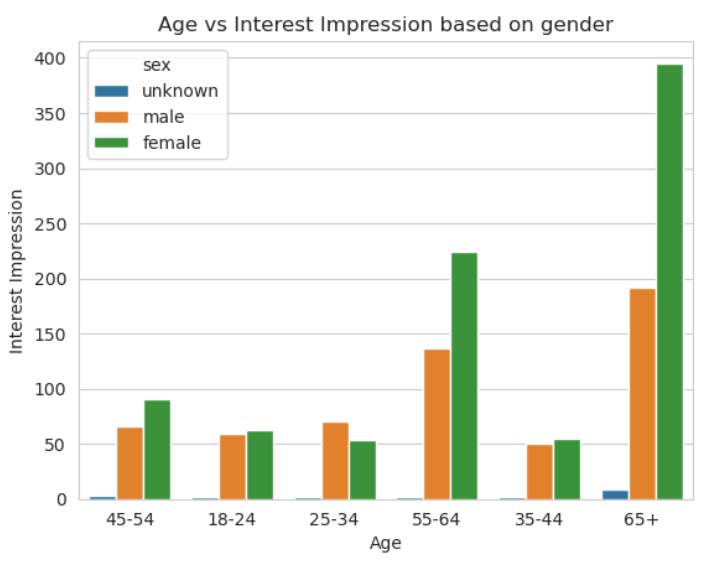 Age vs Interest Impression based on gender
sex
unknown
male
female
Interest Impression
400
350
300
250
200
150
100
50
0
45-54
18-24
25-34
55-64
35-44
65+
Age